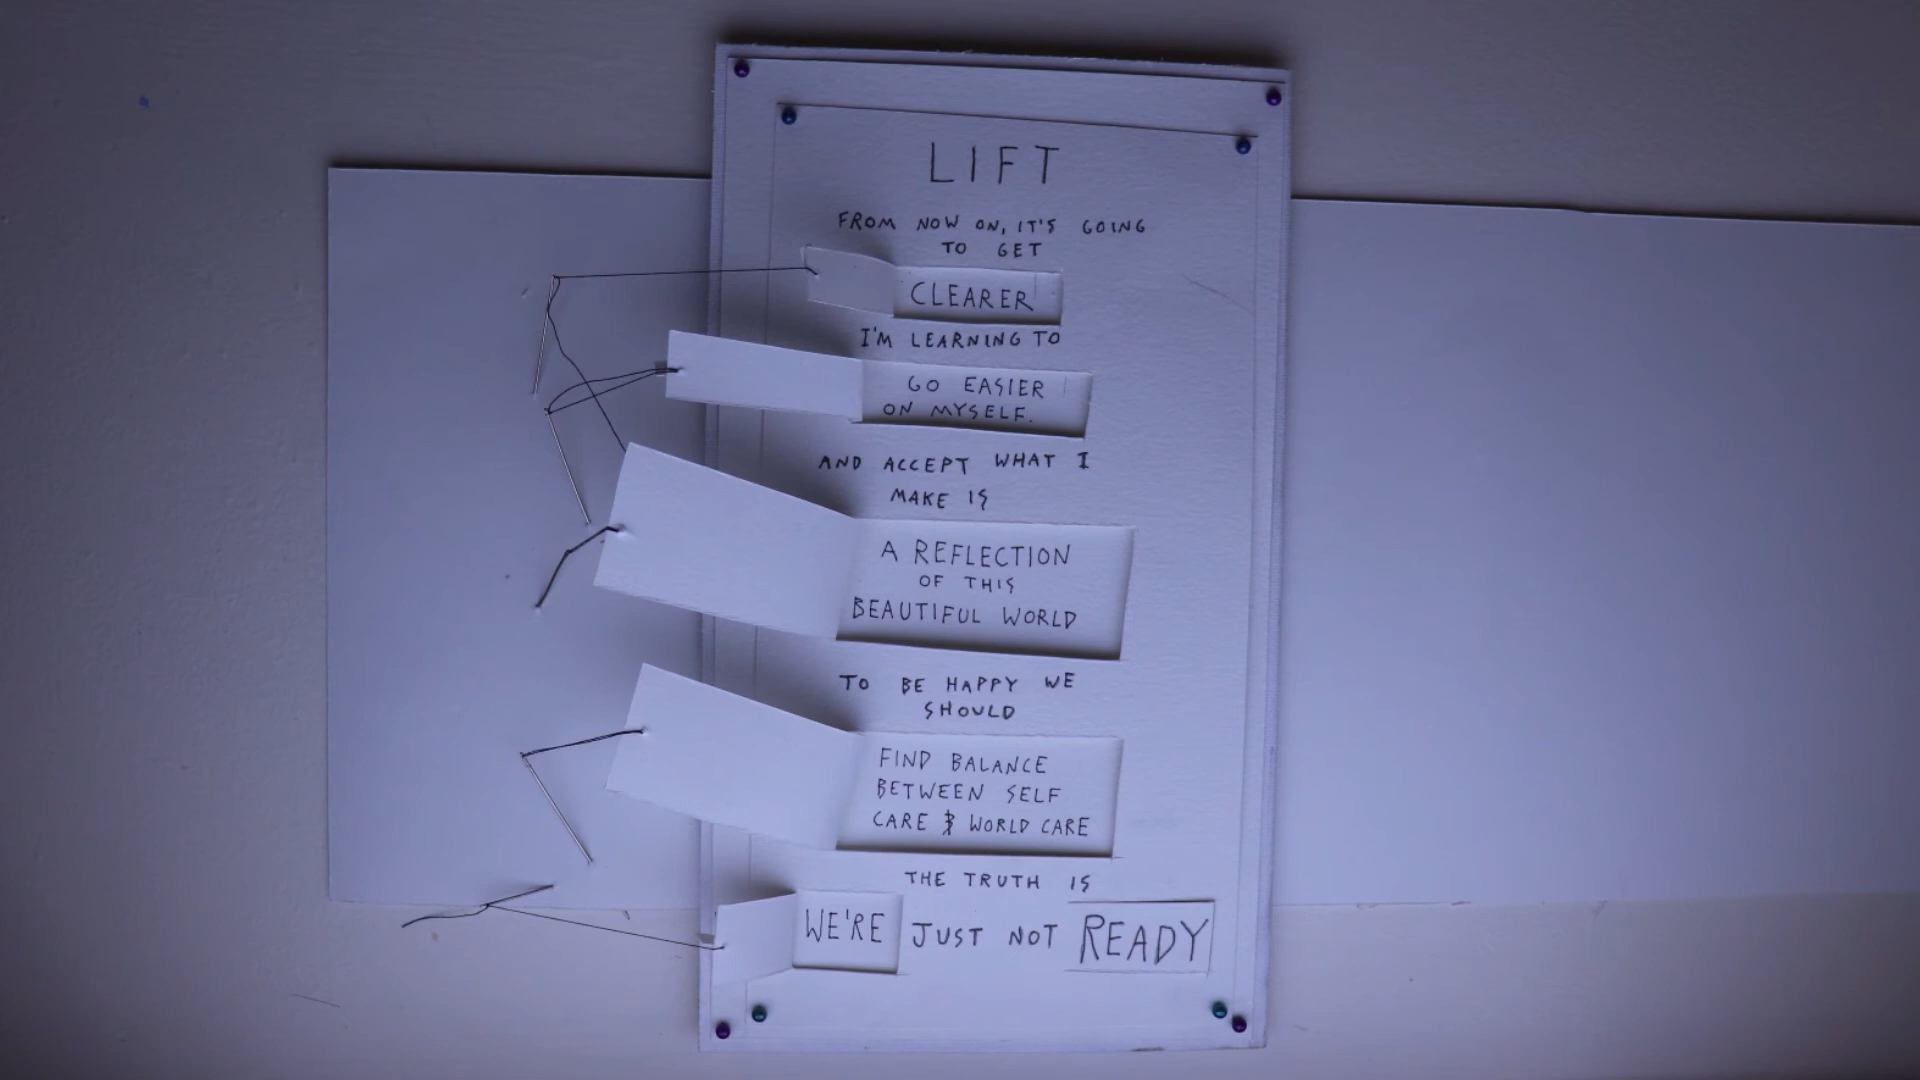 LIFT
FROM NOW ON, IT'S GOING
TO GET
CLEARER
I'M LEARNING TO
GO EASIER
ON MYSELF.
AND ACCEPT WHAT I
MAKE IS
A REFLECTION
OF THIS
BEAUTIFUL WORLD
TO BE HAPPY WE
SHOULD
FIND BALANCE
BETWEEN SELF
CARE & WORLD CARE
THE TRUTH IS
WE'RE JUST NOT READY